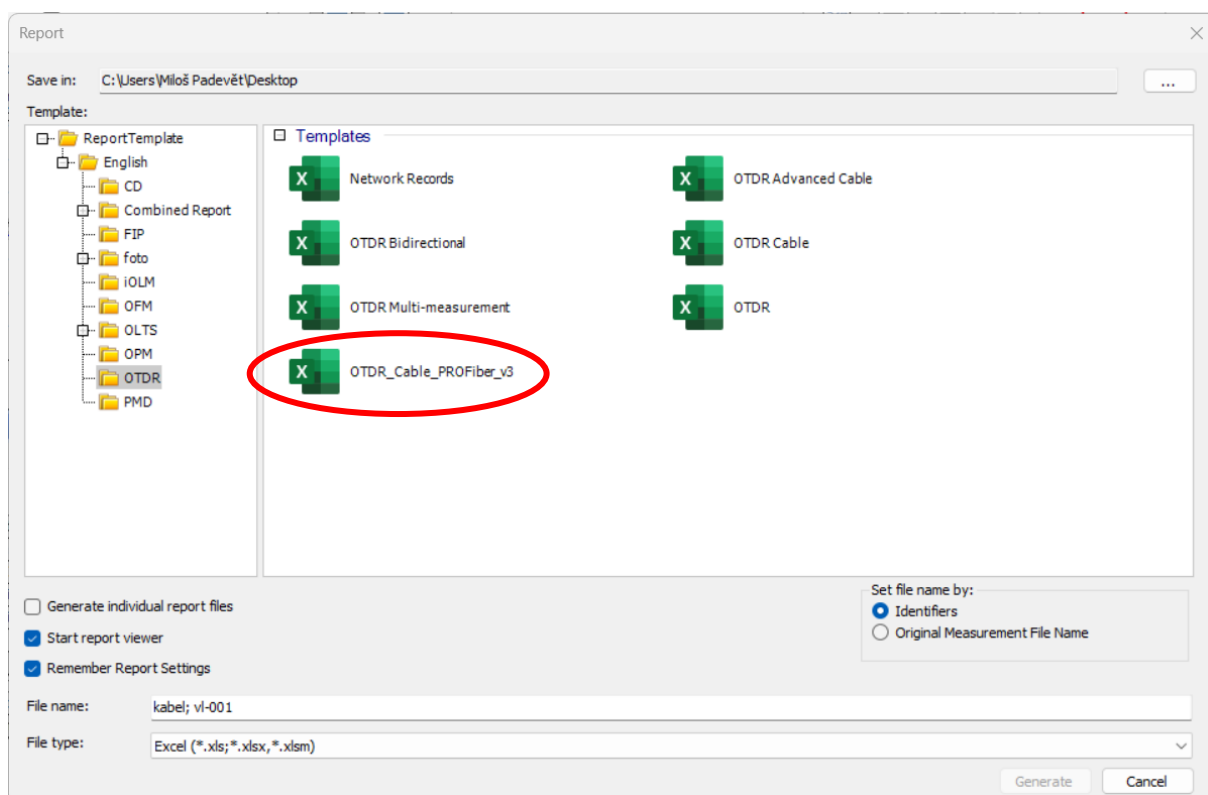 Report
Save in: C:\Users\Miloš Padevět\Desktop ...
Template:
ReportTemplate
English
CD
Combined Report
FIP
foto
iOLM
OFM
OLTS
OPM
OTDR
PMD
Templates
Network Records
OTDR Advanced Cable
OTDR Bidirectional
OTDR Cable
OTDR Multi-measurement
OTDR
OTDR_Cable_PROFiber_v3
Generate individual report files
Start report viewer
Remember Report Settings
Set file name by:
Identifiers
Original Measurement File Name
File name: kabel; vl-001
File type: Excel (*.xls;*.xlsx,*.xlsm)
Generate Cancel